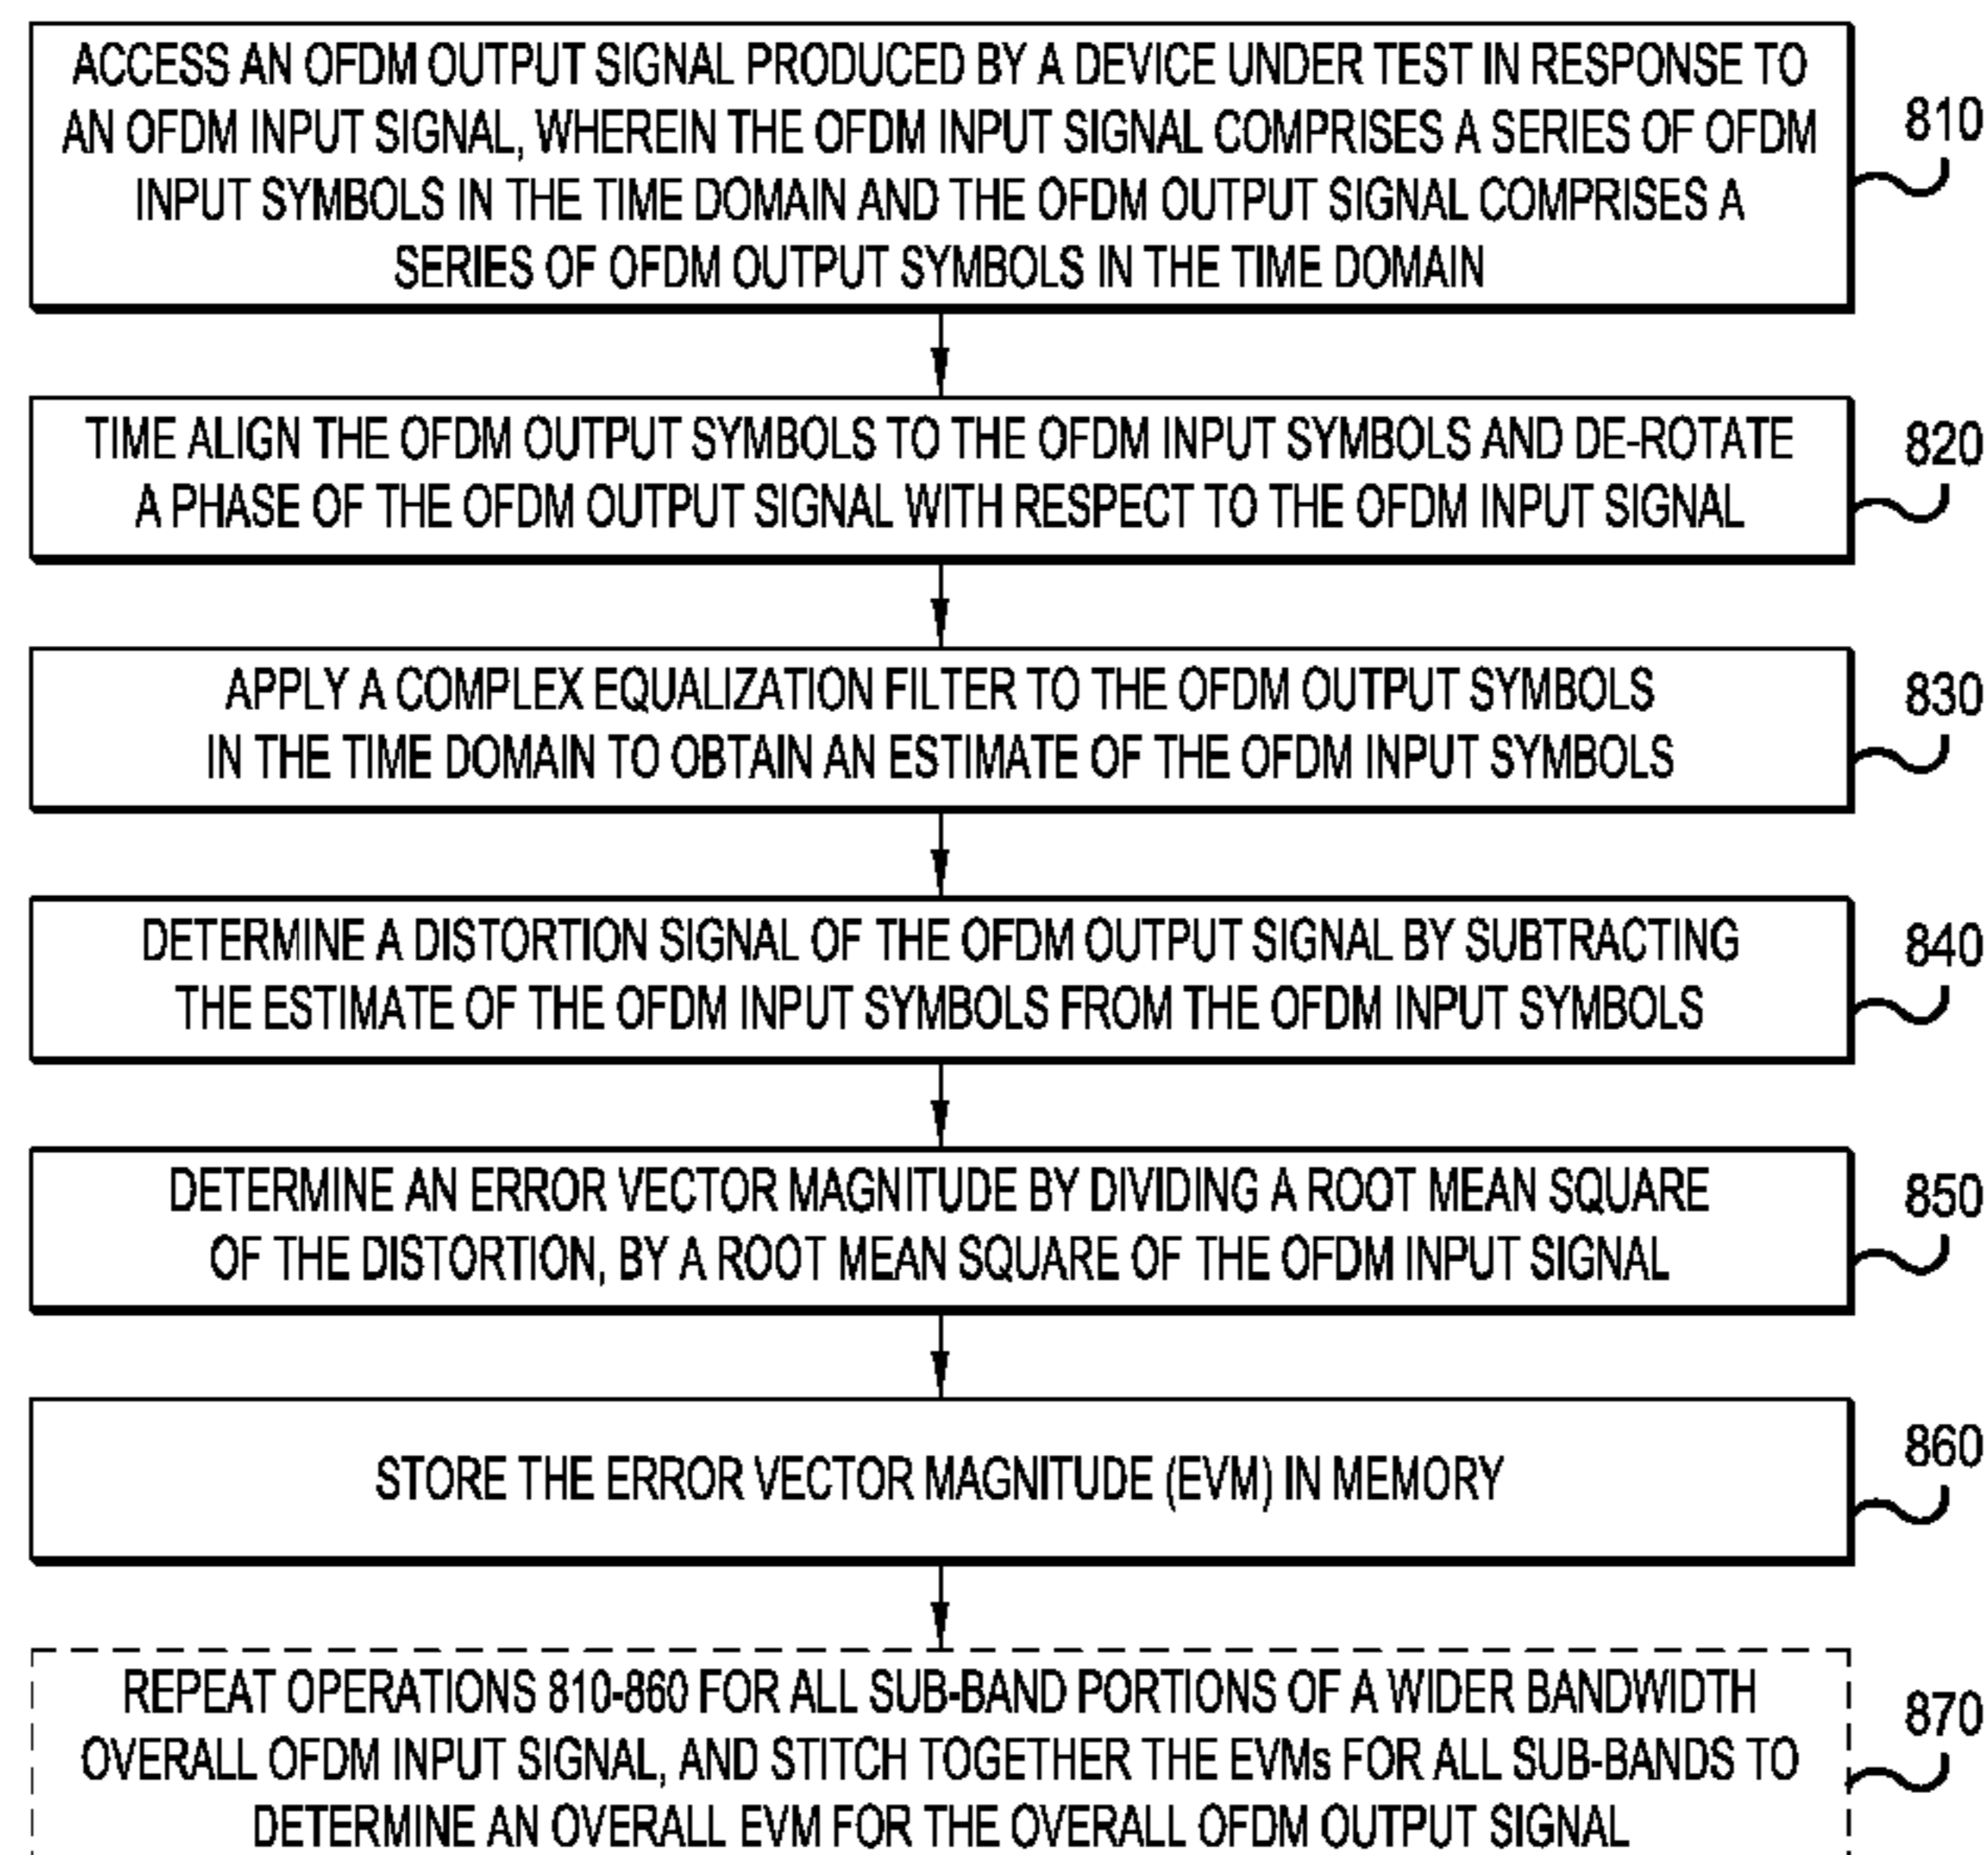 ACCESS AN OFDM OUTPUT SIGNAL PRODUCED BY A DEVICE UNDER TEST IN RESPONSE TO
AN OFDM INPUT SIGNAL, WHEREIN THE OFDM INPUT SIGNAL COMPRISES A SERIES OF OFDM
INPUT SYMBOLS IN THE TIME DOMAIN AND THE OFDM OUTPUT SIGNAL COMPRISES A
SERIES OF OFDM OUTPUT SYMBOLS IN THE TIME DOMAIN
810
TIME ALIGN THE OFDM OUTPUT SYMBOLS TO THE OFDM INPUT SYMBOLS AND DE-ROTATE
A PHASE OF THE OFDM OUTPUT SIGNAL WITH RESPECT TO THE OFDM INPUT SIGNAL
820
APPLY A COMPLEX EQUALIZATION FILTER TO THE OFDM OUTPUT SYMBOLS
IN THE TIME DOMAIN TO OBTAIN AN ESTIMATE OF THE OFDM INPUT SYMBOLS
830
DETERMINE A DISTORTION SIGNAL OF THE OFDM OUTPUT SIGNAL BY SUBTRACTING
THE ESTIMATE OF THE OFDM INPUT SYMBOLS FROM THE OFDM INPUT SYMBOLS
840
DETERMINE AN ERROR VECTOR MAGNITUDE BY DIVIDING A ROOT MEAN SQUARE
OF THE DISTORTION, BY A ROOT MEAN SQUARE OF THE OFDM INPUT SIGNAL
850
STORE THE ERROR VECTOR MAGNITUDE (EVM) IN MEMORY
860
REPEAT OPERATIONS 810-860 FOR ALL SUB-BAND PORTIONS OF A WIDER BANDWIDTH
OVERALL OFDM INPUT SIGNAL, AND STITCH TOGETHER THE EVMs FOR ALL SUB-BANDS TO
DETERMINE AN OVERALL EVM FOR THE OVERALL OFDM OUTPUT SIGNAL
870